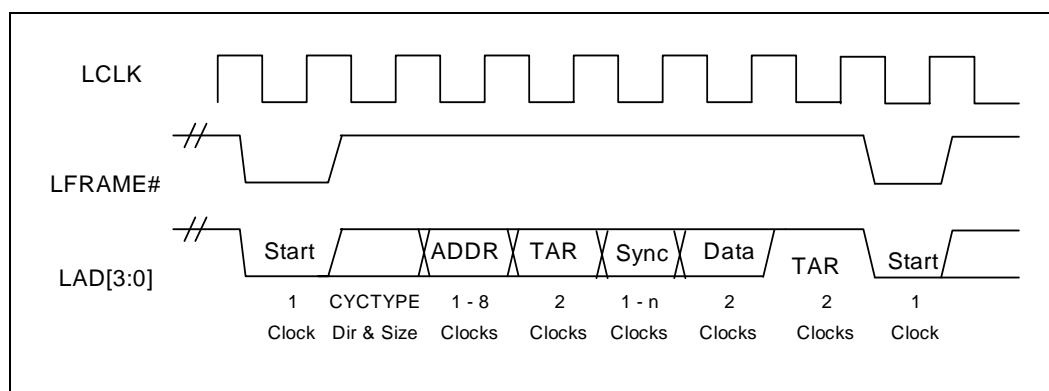 LCLK
LFRAME#
LAD[3:0]
Start ADDR TAR Sync Data TAR Start
1 CYCTYPE 1 - 8 2 1 - n 2 2 1
Clock Dir & Size Clocks Clocks Clocks Clocks Clocks Clock